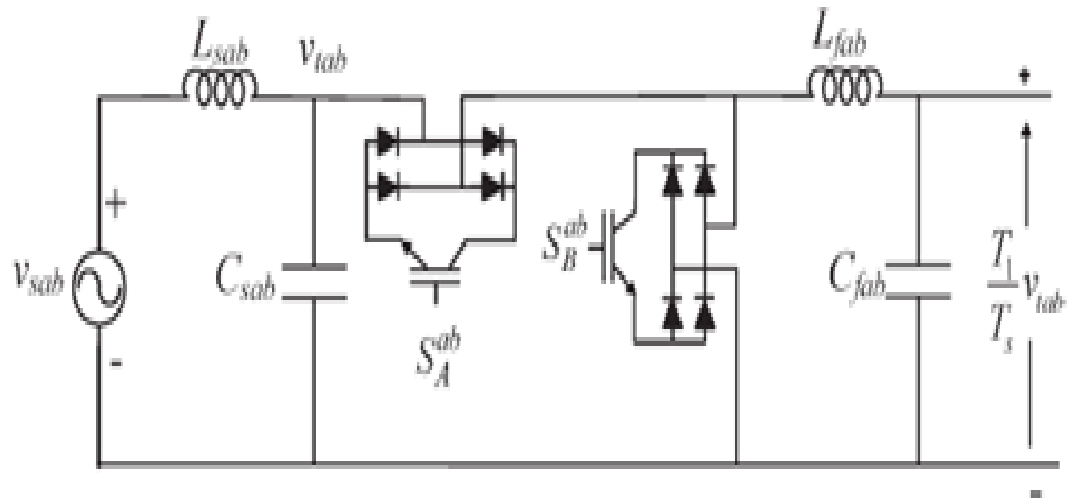 L_sab
v_tab
L_fab
+
+
v_sab
-
C_sab
S_A^ab
S_B^ab
C_fab
T_1/T_s v_tab
-